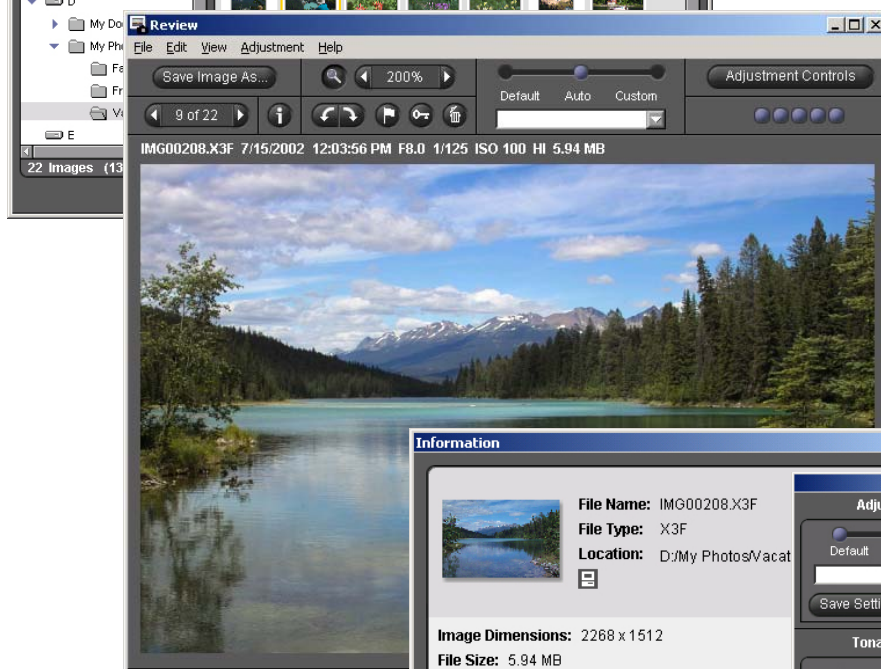 D
My Do
My Ph
Fa
Fr
Va
E
22 Images (13
Review
File Edit View Adjustment Help
Save Image As...
200%
Default Auto Custom
Adjustment Controls
9 of 22
IMG00208.X3F 7/15/2002 12:03:56 PM F8.0 1/125 ISO 100 HI 5.94 MB
Information
File Name: IMG00208.X3F
File Type: X3F
Location: D:/My Photos/Vacat
Image Dimensions: 2268 x 1512
File Size: 5.94 MB
Adju
Default
Save Setti
Tona